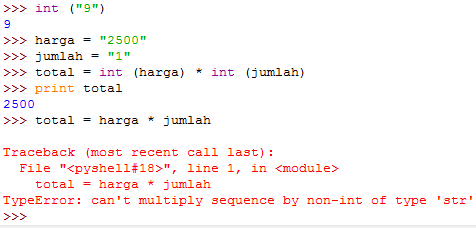 >>> int ("9")
9
>>> harga = "2500"
>>> jumlah = "1"
>>> total = int (harga) * int (jumlah)
>>> print total
2500
>>> total = harga * jumlah

Traceback (most recent call last):
  File "<pyshell#18>", line 1, in <module>
    total = harga * jumlah
TypeError: can't multiply sequence by non-int of type 'str'
>>>